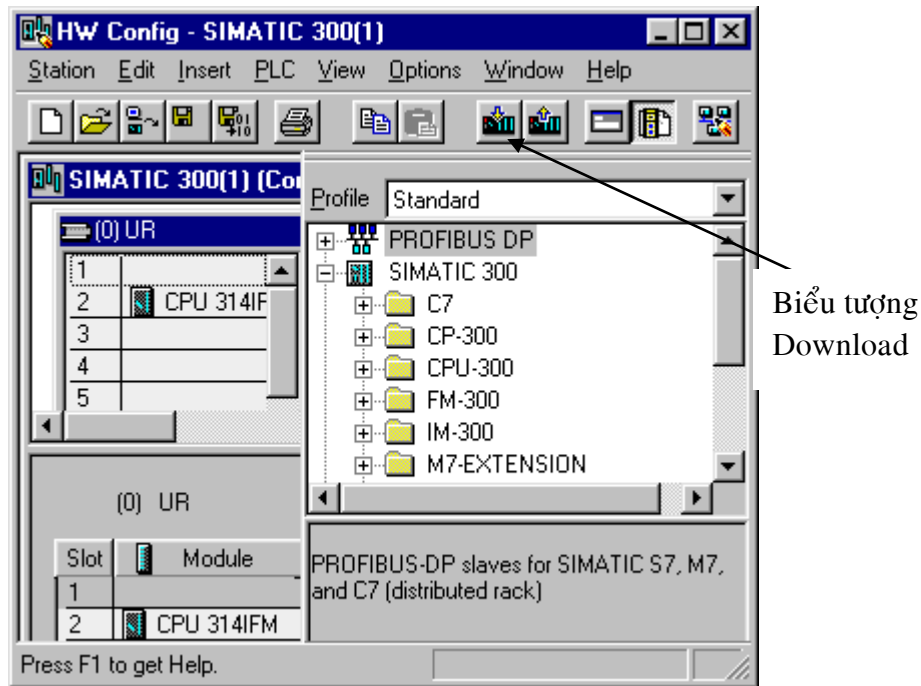 HW Config - SIMATIC 300(1)
Station Edit Insert PLC View Options Window Help
SIMATIC 300(1) (Co
(0) UR
1
2 CPU 314IF
3
4
5
Profile Standard
PROFIBUS DP
SIMATIC 300
C7
CP-300
CPU-300
FM-300
IM-300
M7-EXTENSION
Biểu tượng
Download
(0) UR
Slot Module
1
2 CPU 314IFM
PROFIBUS-DP slaves for SIMATIC S7, M7,
and C7 (distributed rack)
Press F1 to get Help.